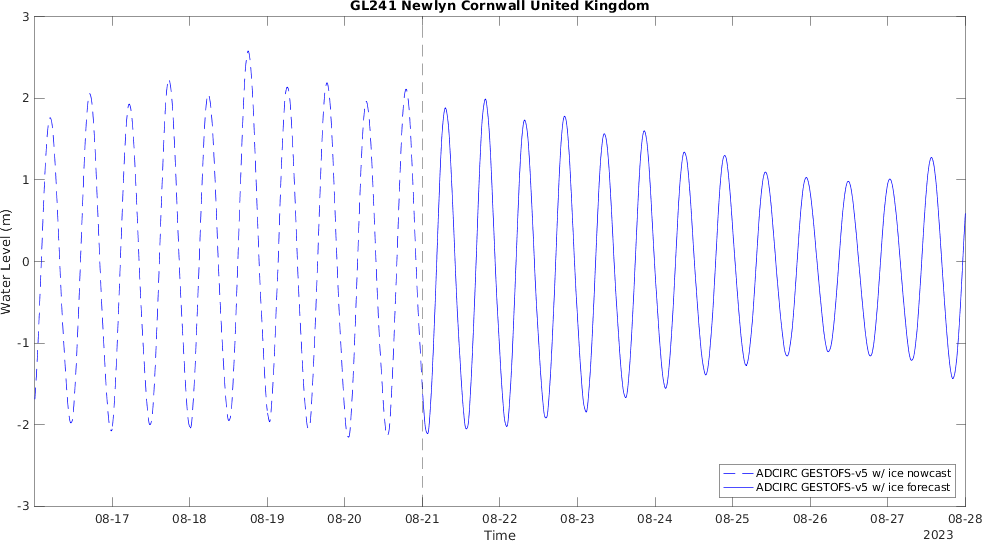 GL241 Newlyn Cornwall United Kingdom
3
2
1
0
-1
-2
-3
Water Level (m)
08-17 08-18 08-19 08-20 08-21 08-22 08-23 08-24 08-25 08-26 08-27 08-28
Time
2023
ADCIRC GESTOFS-v5 w/ ice nowcast
ADCIRC GESTOFS-v5 w/ ice forecast